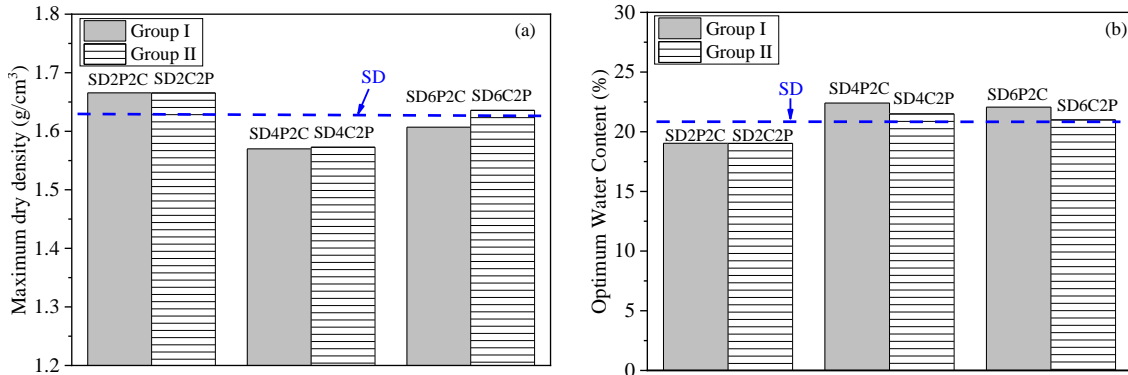 1.8
(a)
Group I
Group II
1.7
SD2P2C SD2C2P
SD
SD6P2C SD6C2P
1.6
SD4P2C SD4C2P
1.5
1.4
1.3
1.2
Maximum dry density (g/cm³)
30
(b)
Group I
Group II
25
SD
SD4P2C
SD4C2P
SD6P2C
SD6C2P
20
SD2P2C SD2C2P
15
10
5
0
Optimum Water Content (%)